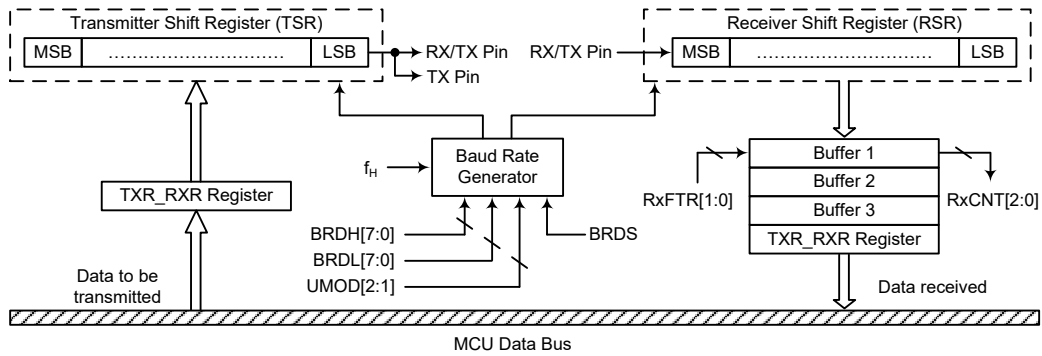 Transmitter Shift Register (TSR)
MSB ............................ LSB
RX/TX Pin
TX Pin
Receiver Shift Register (RSR)
RX/TX Pin
MSB ............................ LSB
Baud Rate
Generator
fH
TXR_RXR Register
BRDH[7:0]
BRDL[7:0]
UMOD[2:1]
BRDS
Buffer 1
Buffer 2
Buffer 3
TXR_RXR Register
RxFTR[1:0]
RxCNT[2:0]
Data to be
transmitted
Data received
MCU Data Bus